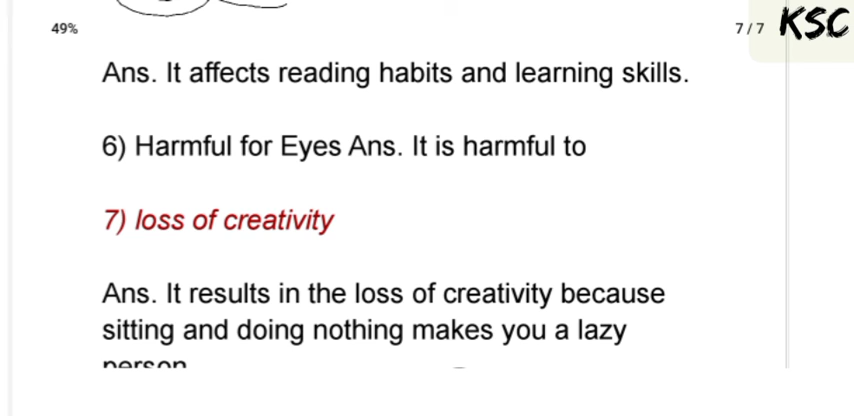 49%
7/7 KSC
Ans. It affects reading habits and learning skills.
6) Harmful for Eyes Ans. It is harmful to
7) loss of creativity
Ans. It results in the loss of creativity because
sitting and doing nothing makes you a lazy
person